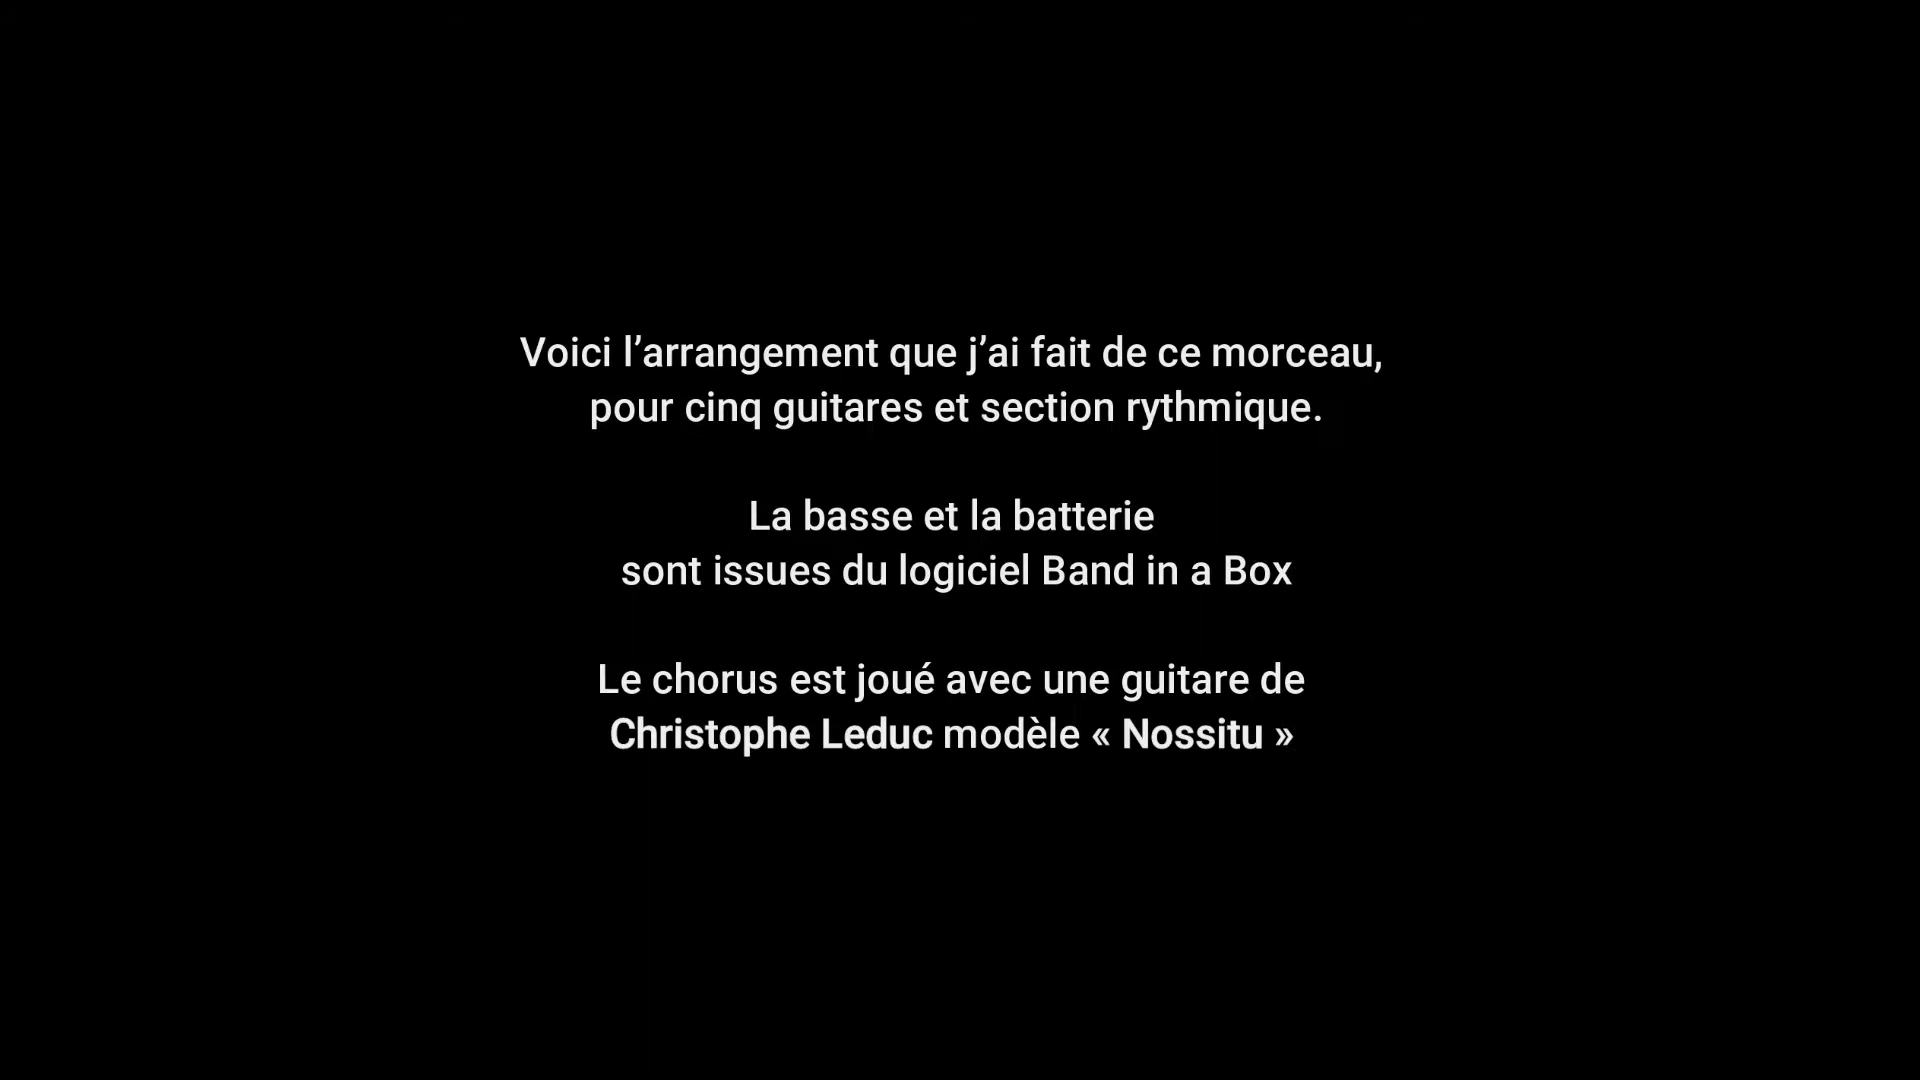 Voici l’arrangement que j’ai fait de ce morceau,
pour cinq guitares et section rythmique.
La basse et la batterie
sont issues du logiciel Band in a Box
Le chorus est joué avec une guitare de
Christophe Leduc modèle « Nossitu »